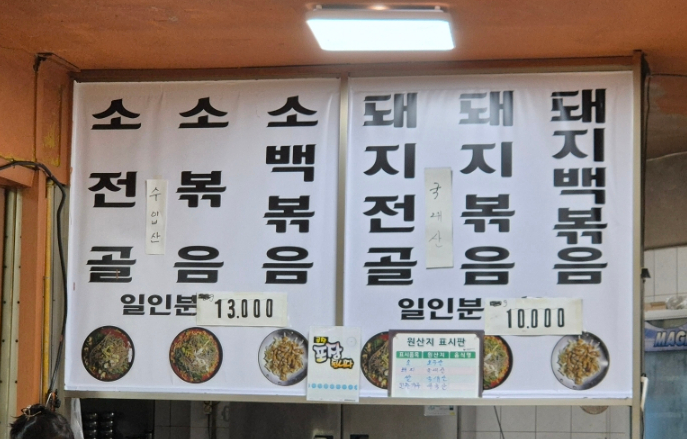 소전골
수입산
소볶음
소백볶음
일인분 13.000
돼지전골
국내산
돼지볶음
돼지백볶음
일인분 10.000
원산지 표시판